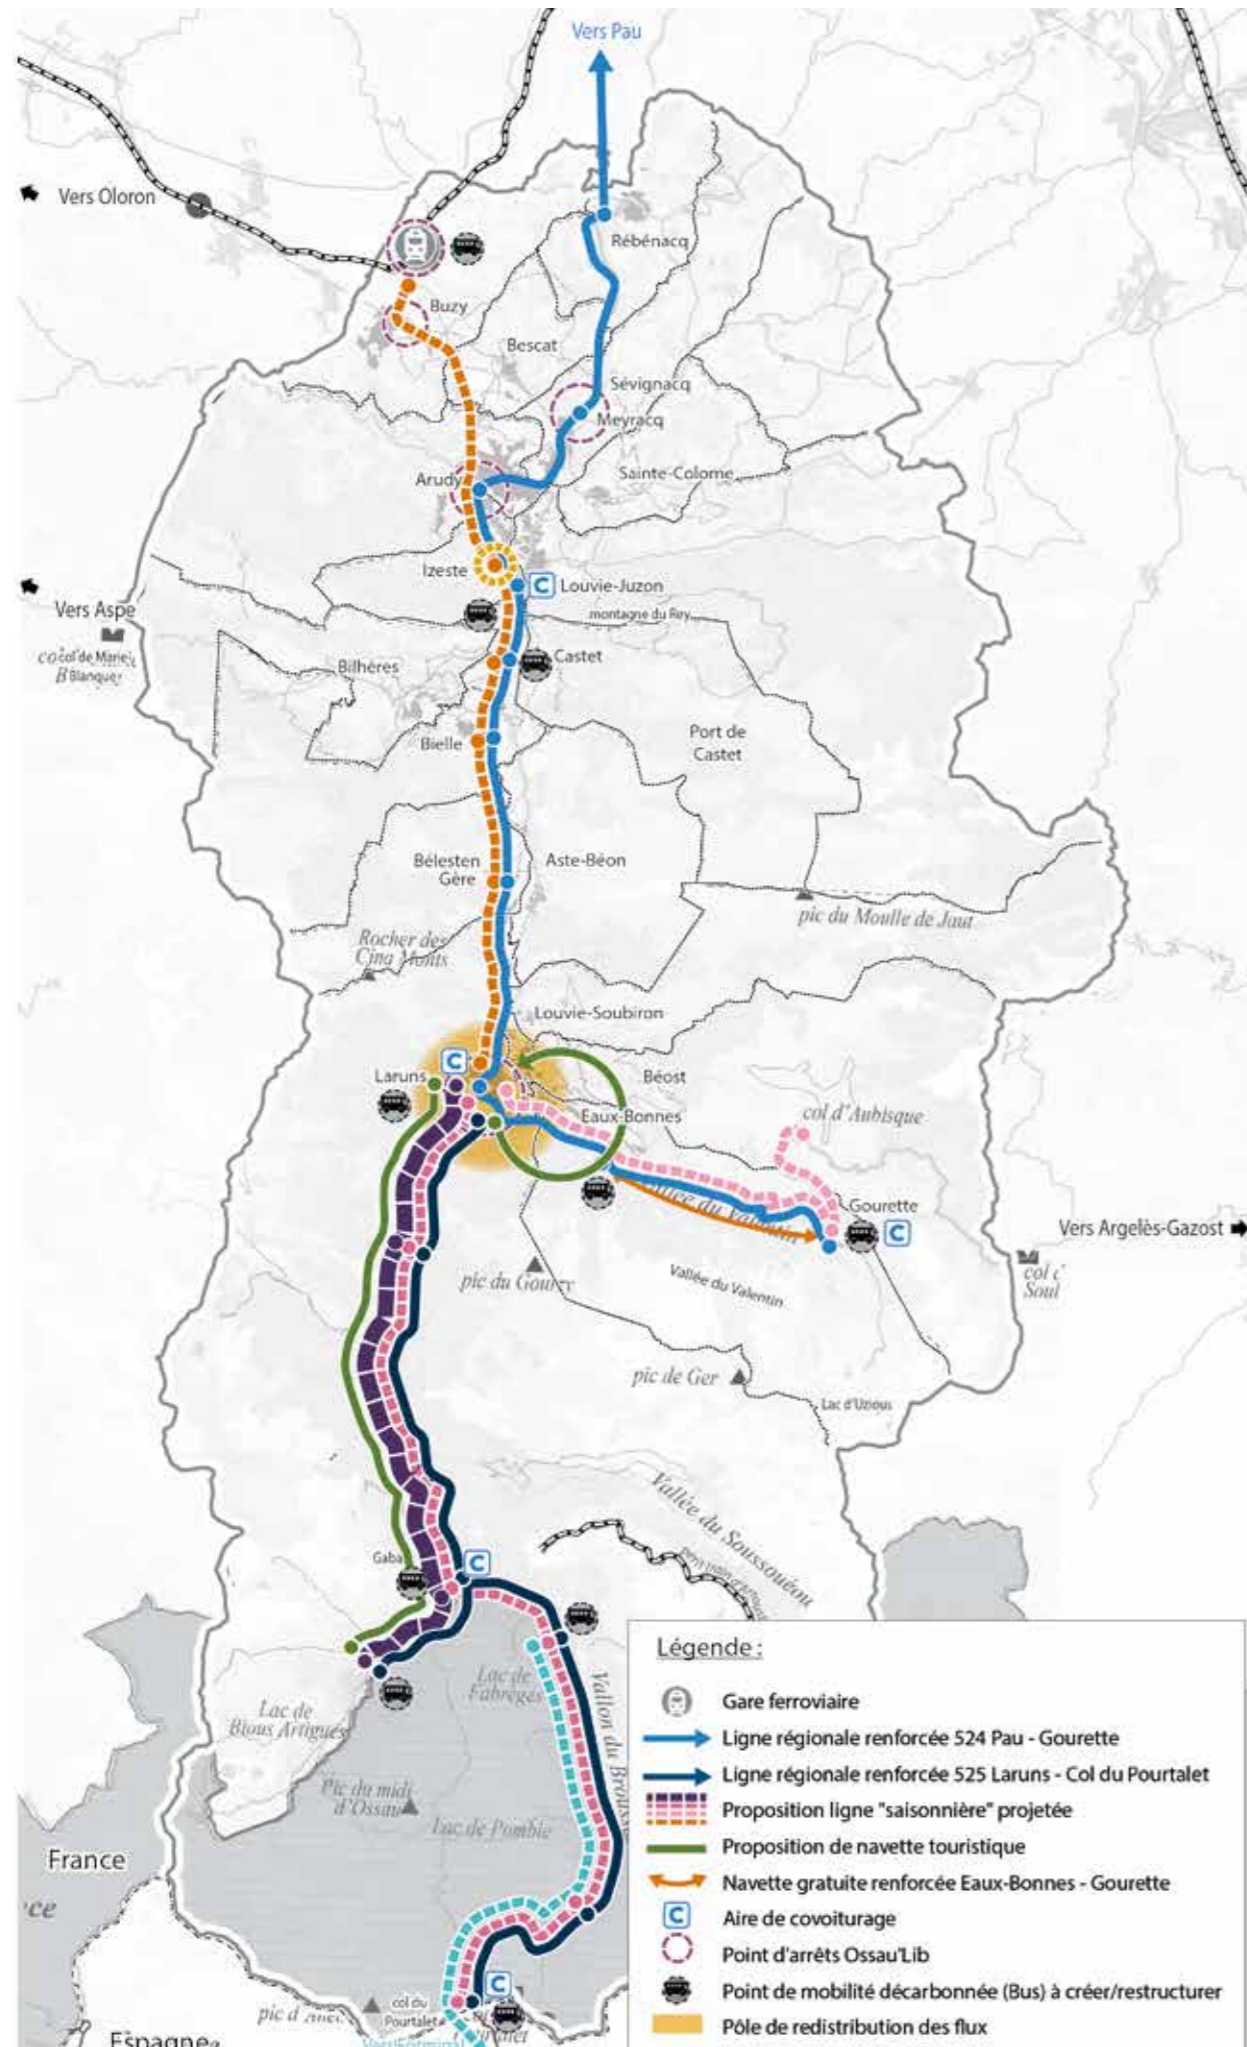 Vers Pau
Vers Oloron
Rébénacq
Buzy
Bescat
Sévignacq
Meyracq
Sainte-Colome
Arudy
Izeste
C
Louvie-Juzon
Vers Aspe
montagne du Rey
col de Marie
Blanque
Bilhères
Castet
Bielle
Port de
Castet
Bélesten
Gère
Aste-Béon
pic du Moulle de Jaut
Rocher des
Cinq Monts
Louvie-Soubiron
C
Laruns
Béost
Eaux-Bonnes
col d'Aubisque
Gourette
C
Vers Argelès-Gazost
pic du Gourzy
Vallée du Valentin
pic de Ger
Lac d'Uzious
Vallée du Soussouéou
Gaba
C
Lac de
Fabrèges
Lac de
Bious Artigues
Pic du midi
d'Ossau
Lac de Pombie
Vallon du
France
C
col du
Pourtalet
Espagne
Légende :
Gare ferroviaire
Ligne régionale renforcée 524 Pau - Gourette
Ligne régionale renforcée 525 Laruns - Col du Pourtalet
Proposition ligne "saisonnière" projetée
Proposition de navette touristique
Navette gratuite renforcée Eaux-Bonnes - Gourette
C
Aire de covoiturage
Point d'arrêts Ossau'Lib
Point de mobilité décarbonnée (Bus) à créer/restructurer
Pôle de redistribution des flux